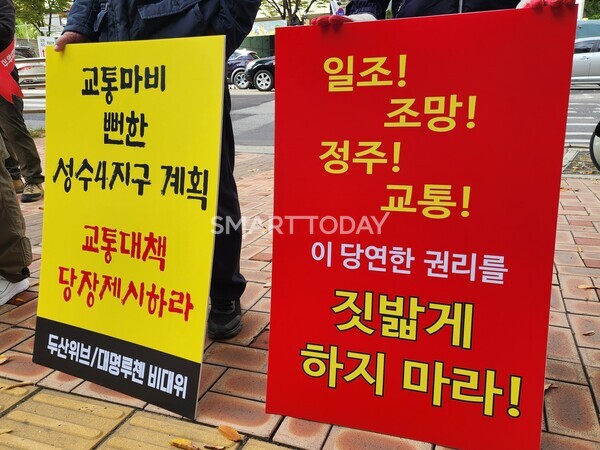 교통마비
뻔한
성수4지구 계획
교통대책
당장제시하라
두산위브/대명루첸 비대위
일조!
조망!
정주!
교통!
이 당연한 권리를
짓밟게
하지 마라!
SMARTTODAY